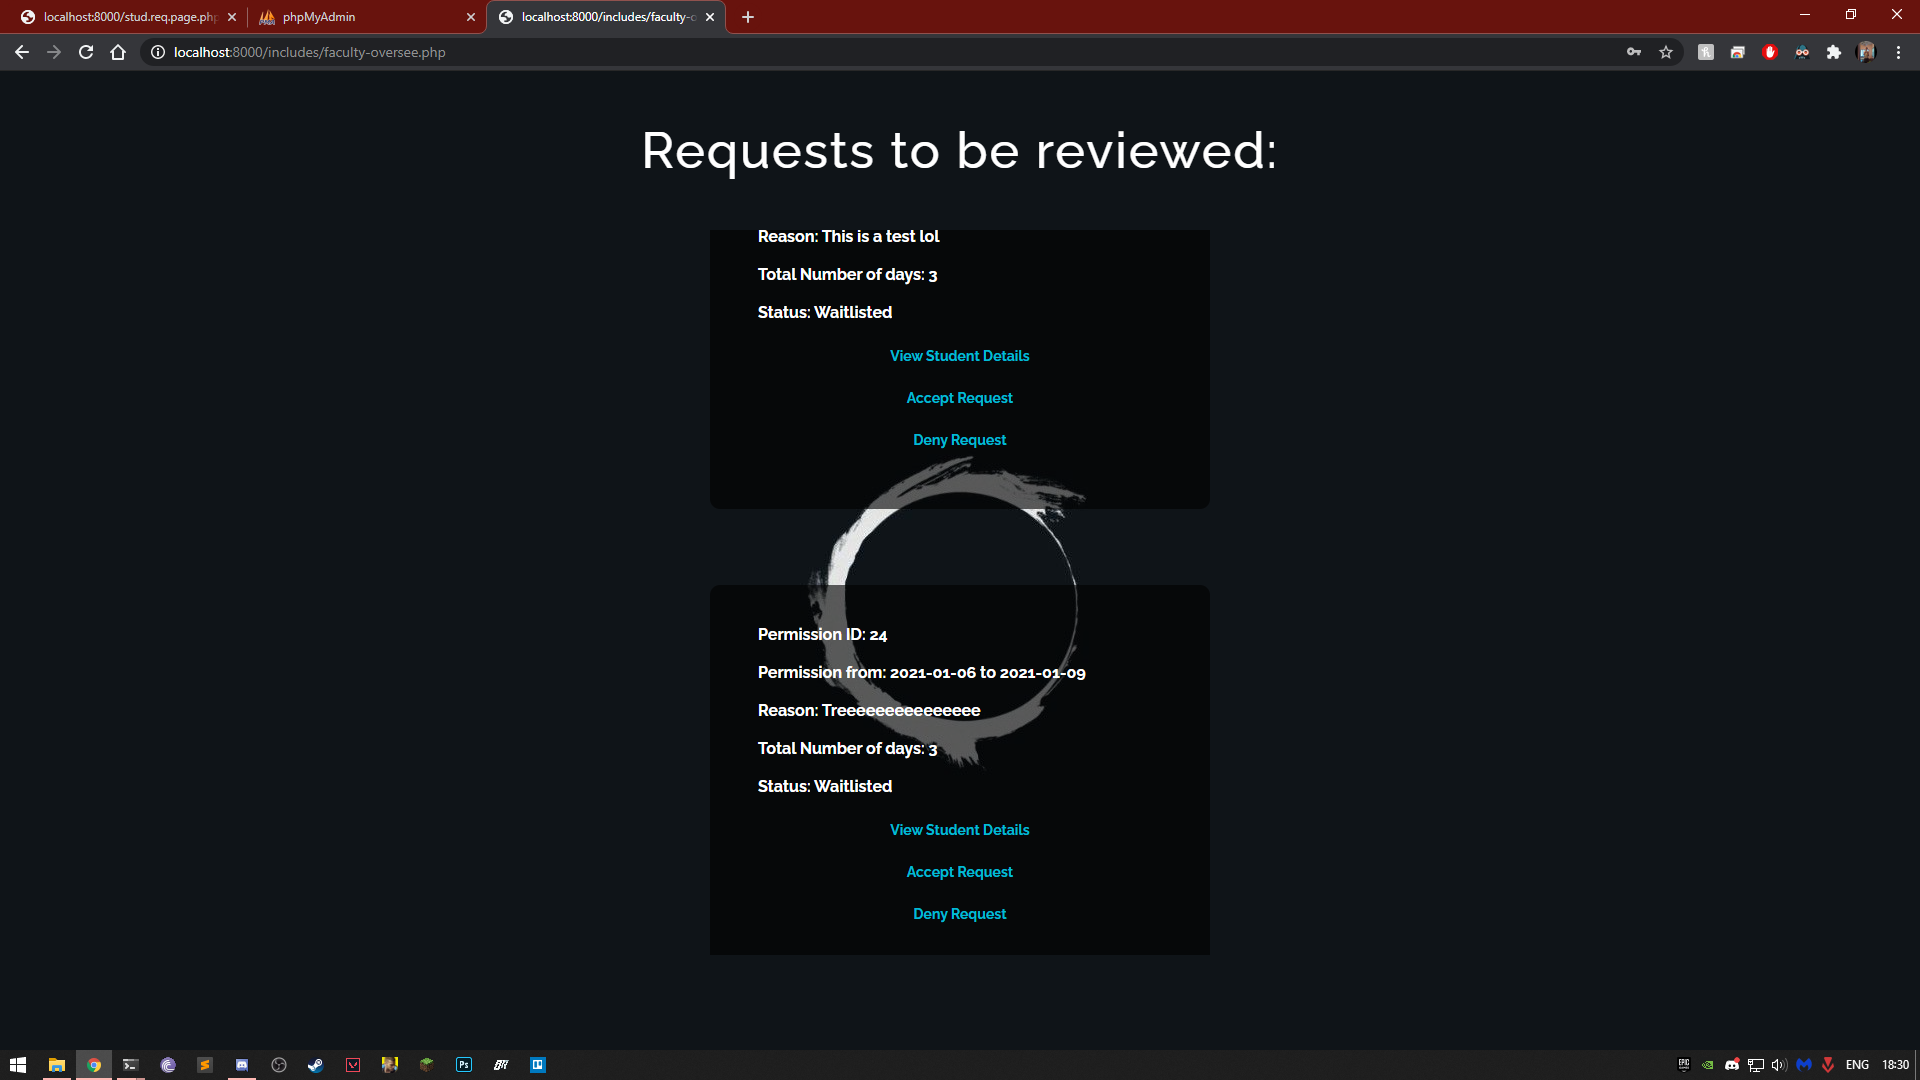 localhost:8000/stud.req.page.php
phpMyAdmin
localhost:8000/includes/faculty-o
localhost:8000/includes/faculty-oversee.php
Requests to be reviewed:
Reason: This is a test lol
Total Number of days: 3
Status: Waitlisted
View Student Details
Accept Request
Deny Request
Permission ID: 24
Permission from: 2021-01-06 to 2021-01-09
Reason: Treeeeeeeeeeeeeee
Total Number of days: 3
Status: Waitlisted
View Student Details
Accept Request
Deny Request
Ps
EPIC
ENG
18:30